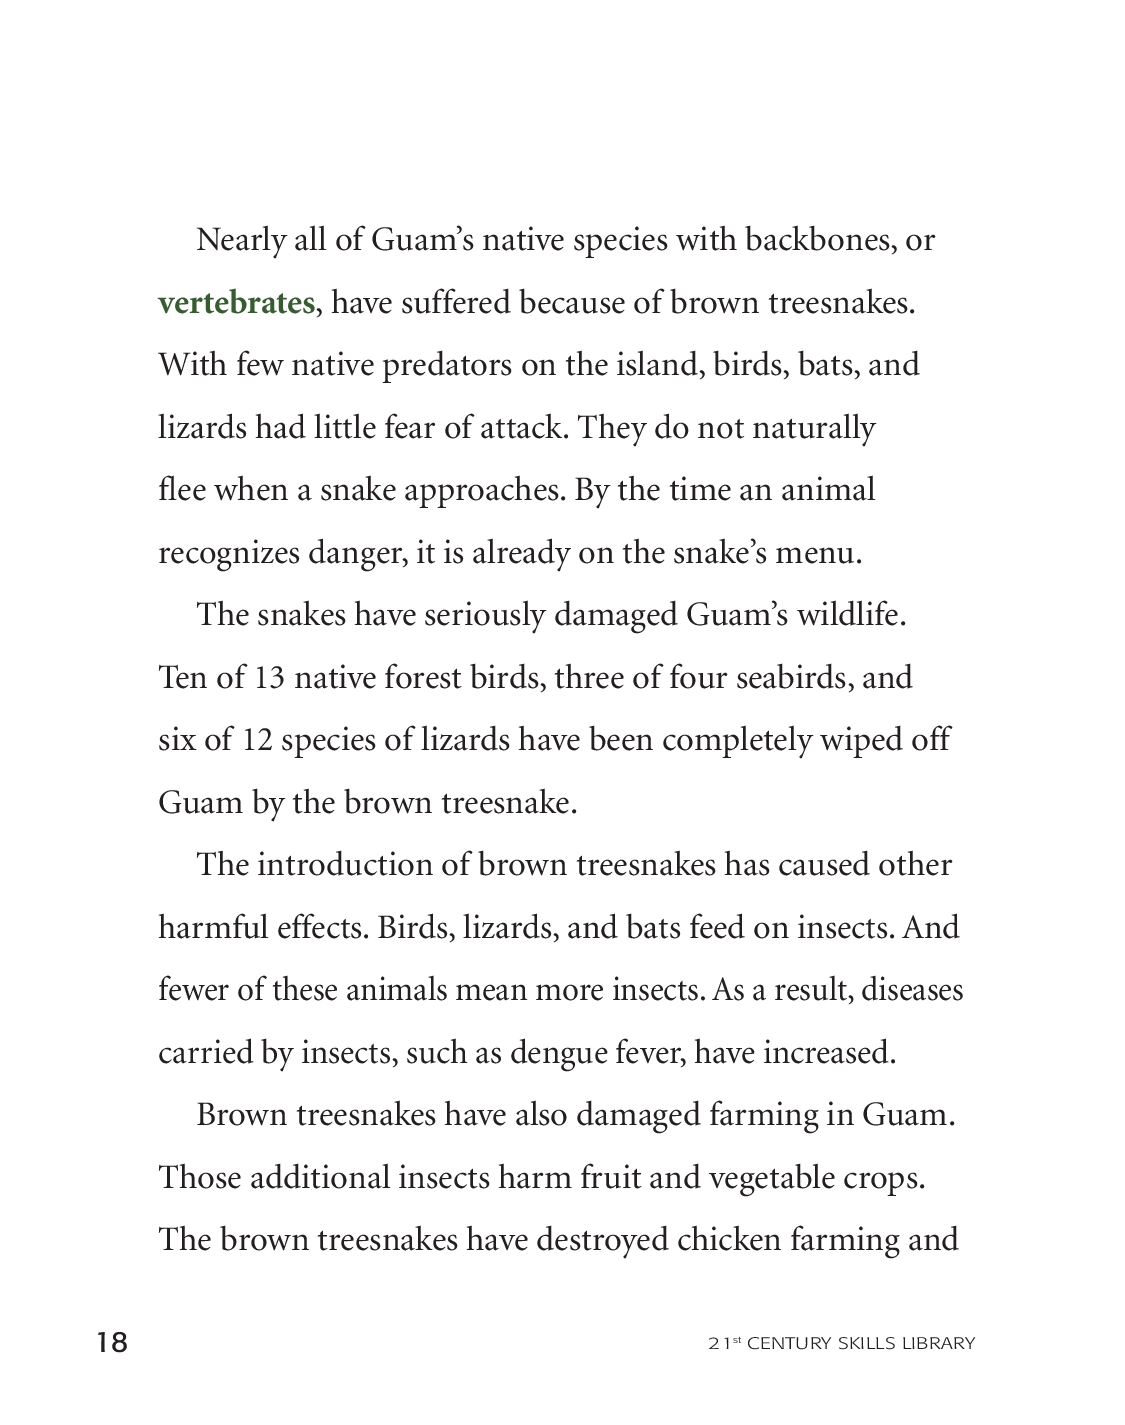 Nearly all of Guam’s native species with backbones, or
vertebrates, have suffered because of brown treesnakes.
With few native predators on the island, birds, bats, and
lizards had little fear of attack. They do not naturally
flee when a snake approaches. By the time an animal
recognizes danger, it is already on the snake’s menu.
The snakes have seriously damaged Guam’s wildlife.
Ten of 13 native forest birds, three of four seabirds, and
six of 12 species of lizards have been completely wiped off
Guam by the brown treesnake.
The introduction of brown treesnakes has caused other
harmful effects. Birds, lizards, and bats feed on insects. And
fewer of these animals mean more insects. As a result, diseases
carried by insects, such as dengue fever, have increased.
Brown treesnakes have also damaged farming in Guam.
Those additional insects harm fruit and vegetable crops.
The brown treesnakes have destroyed chicken farming and
18 21st CENTURY SKILLS LIBRARY